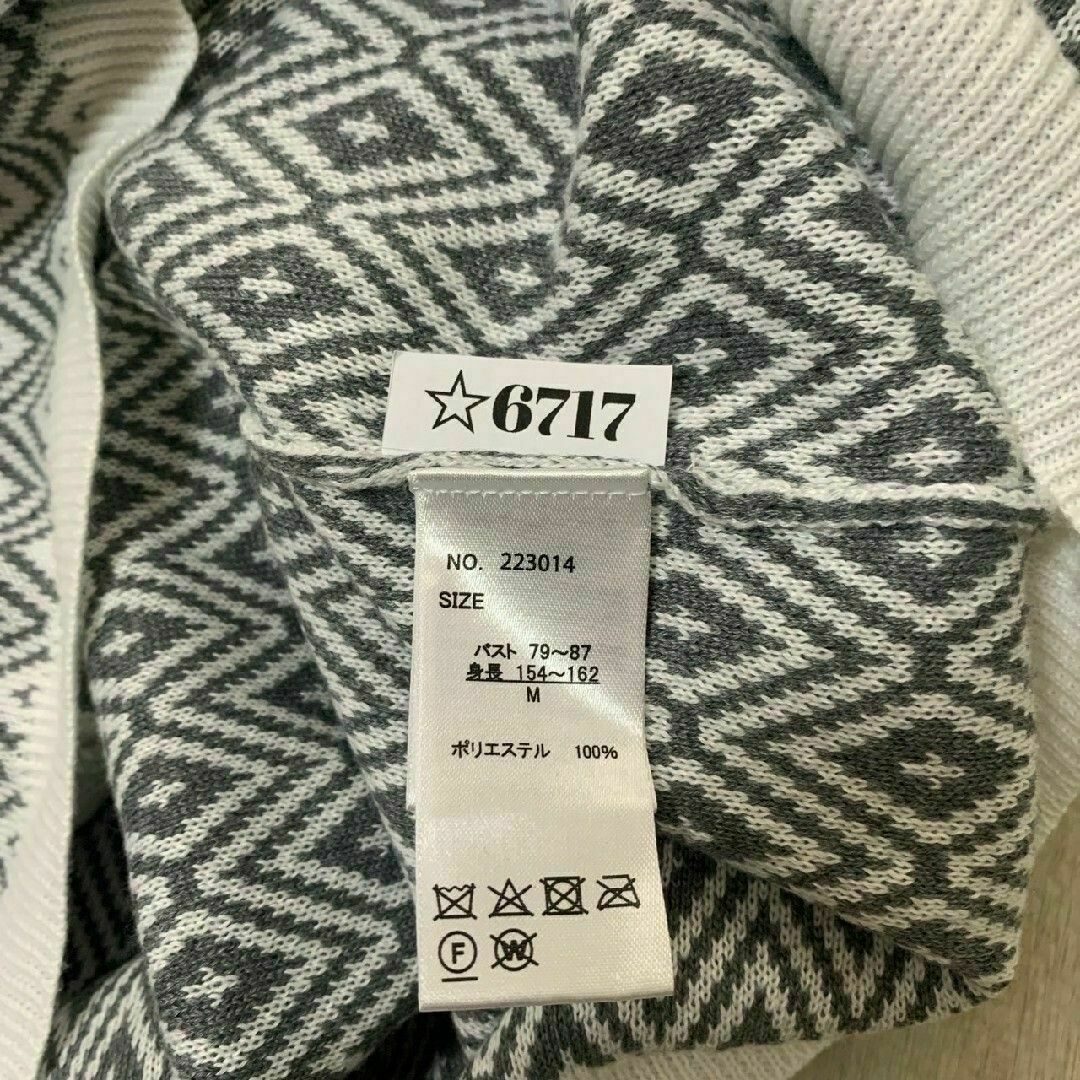 ☆6717
NO. 223014
SIZE
バスト 79～87
身長 154～162
M
ポリエステル 100%
F W